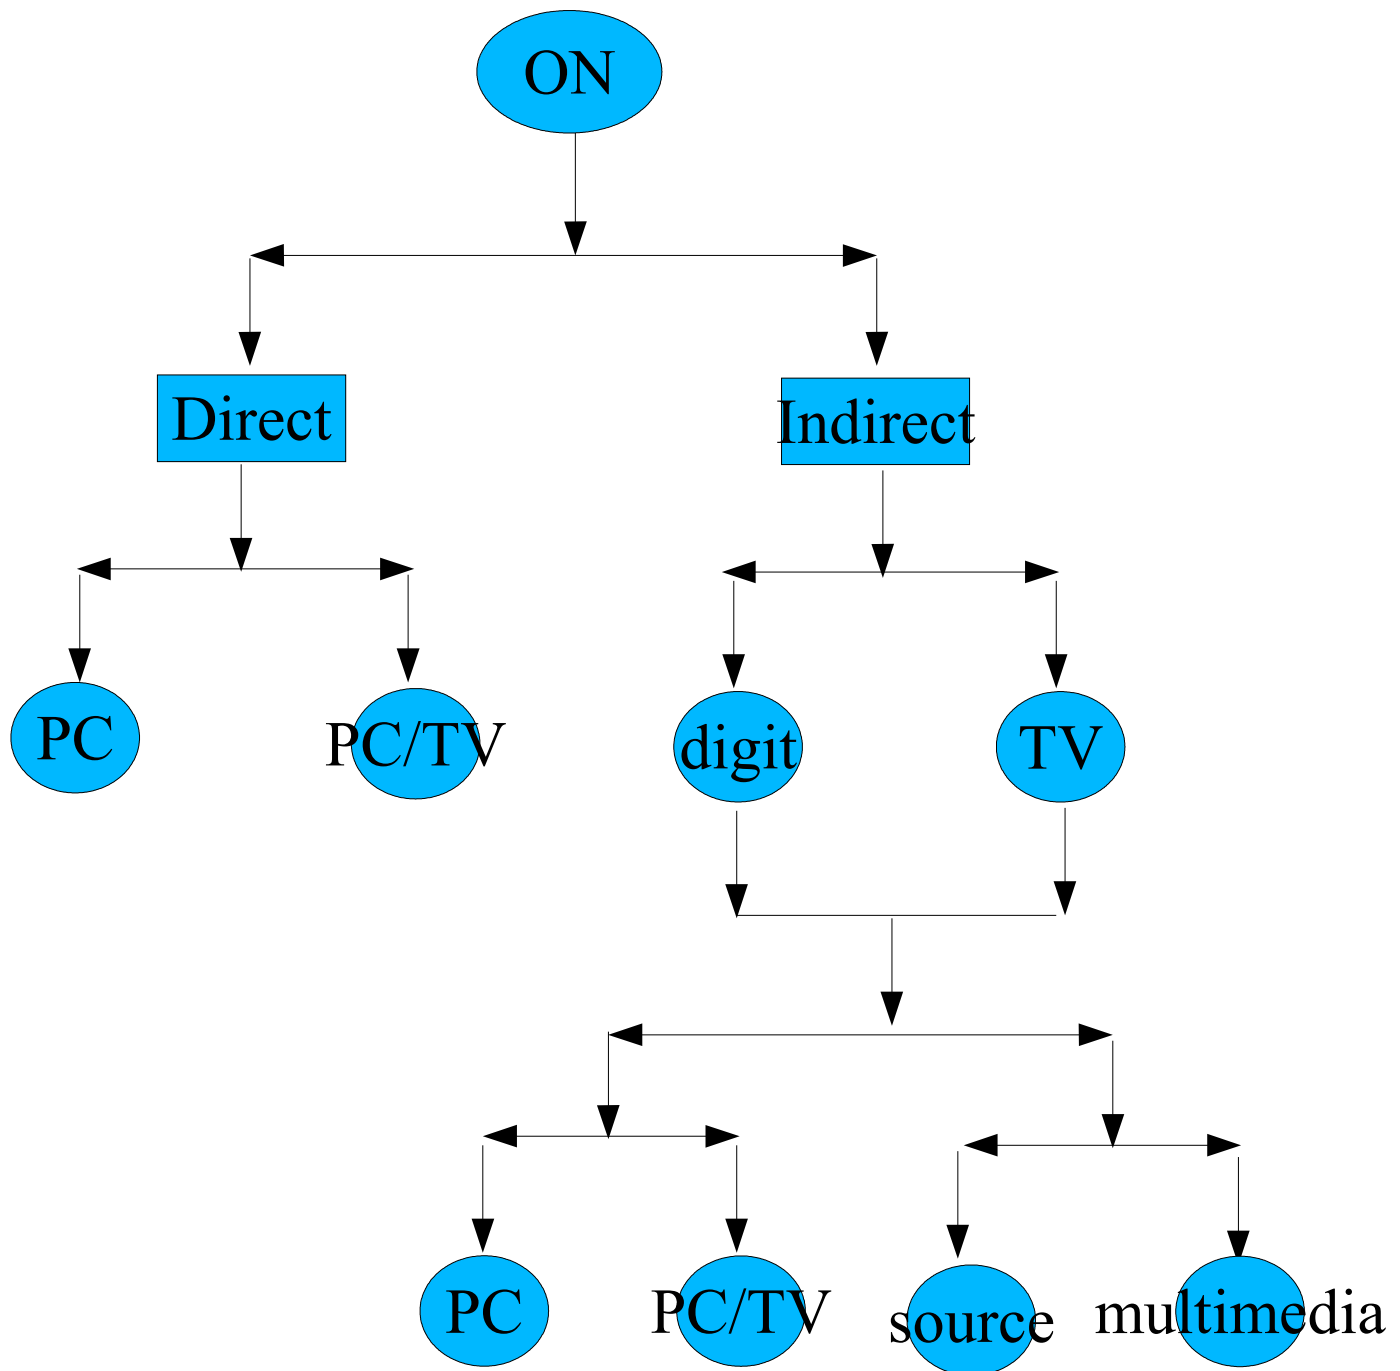 ON
Direct
Indirect
PC
PC/TV
digit
TV
PC
PC/TV
source
multimedia